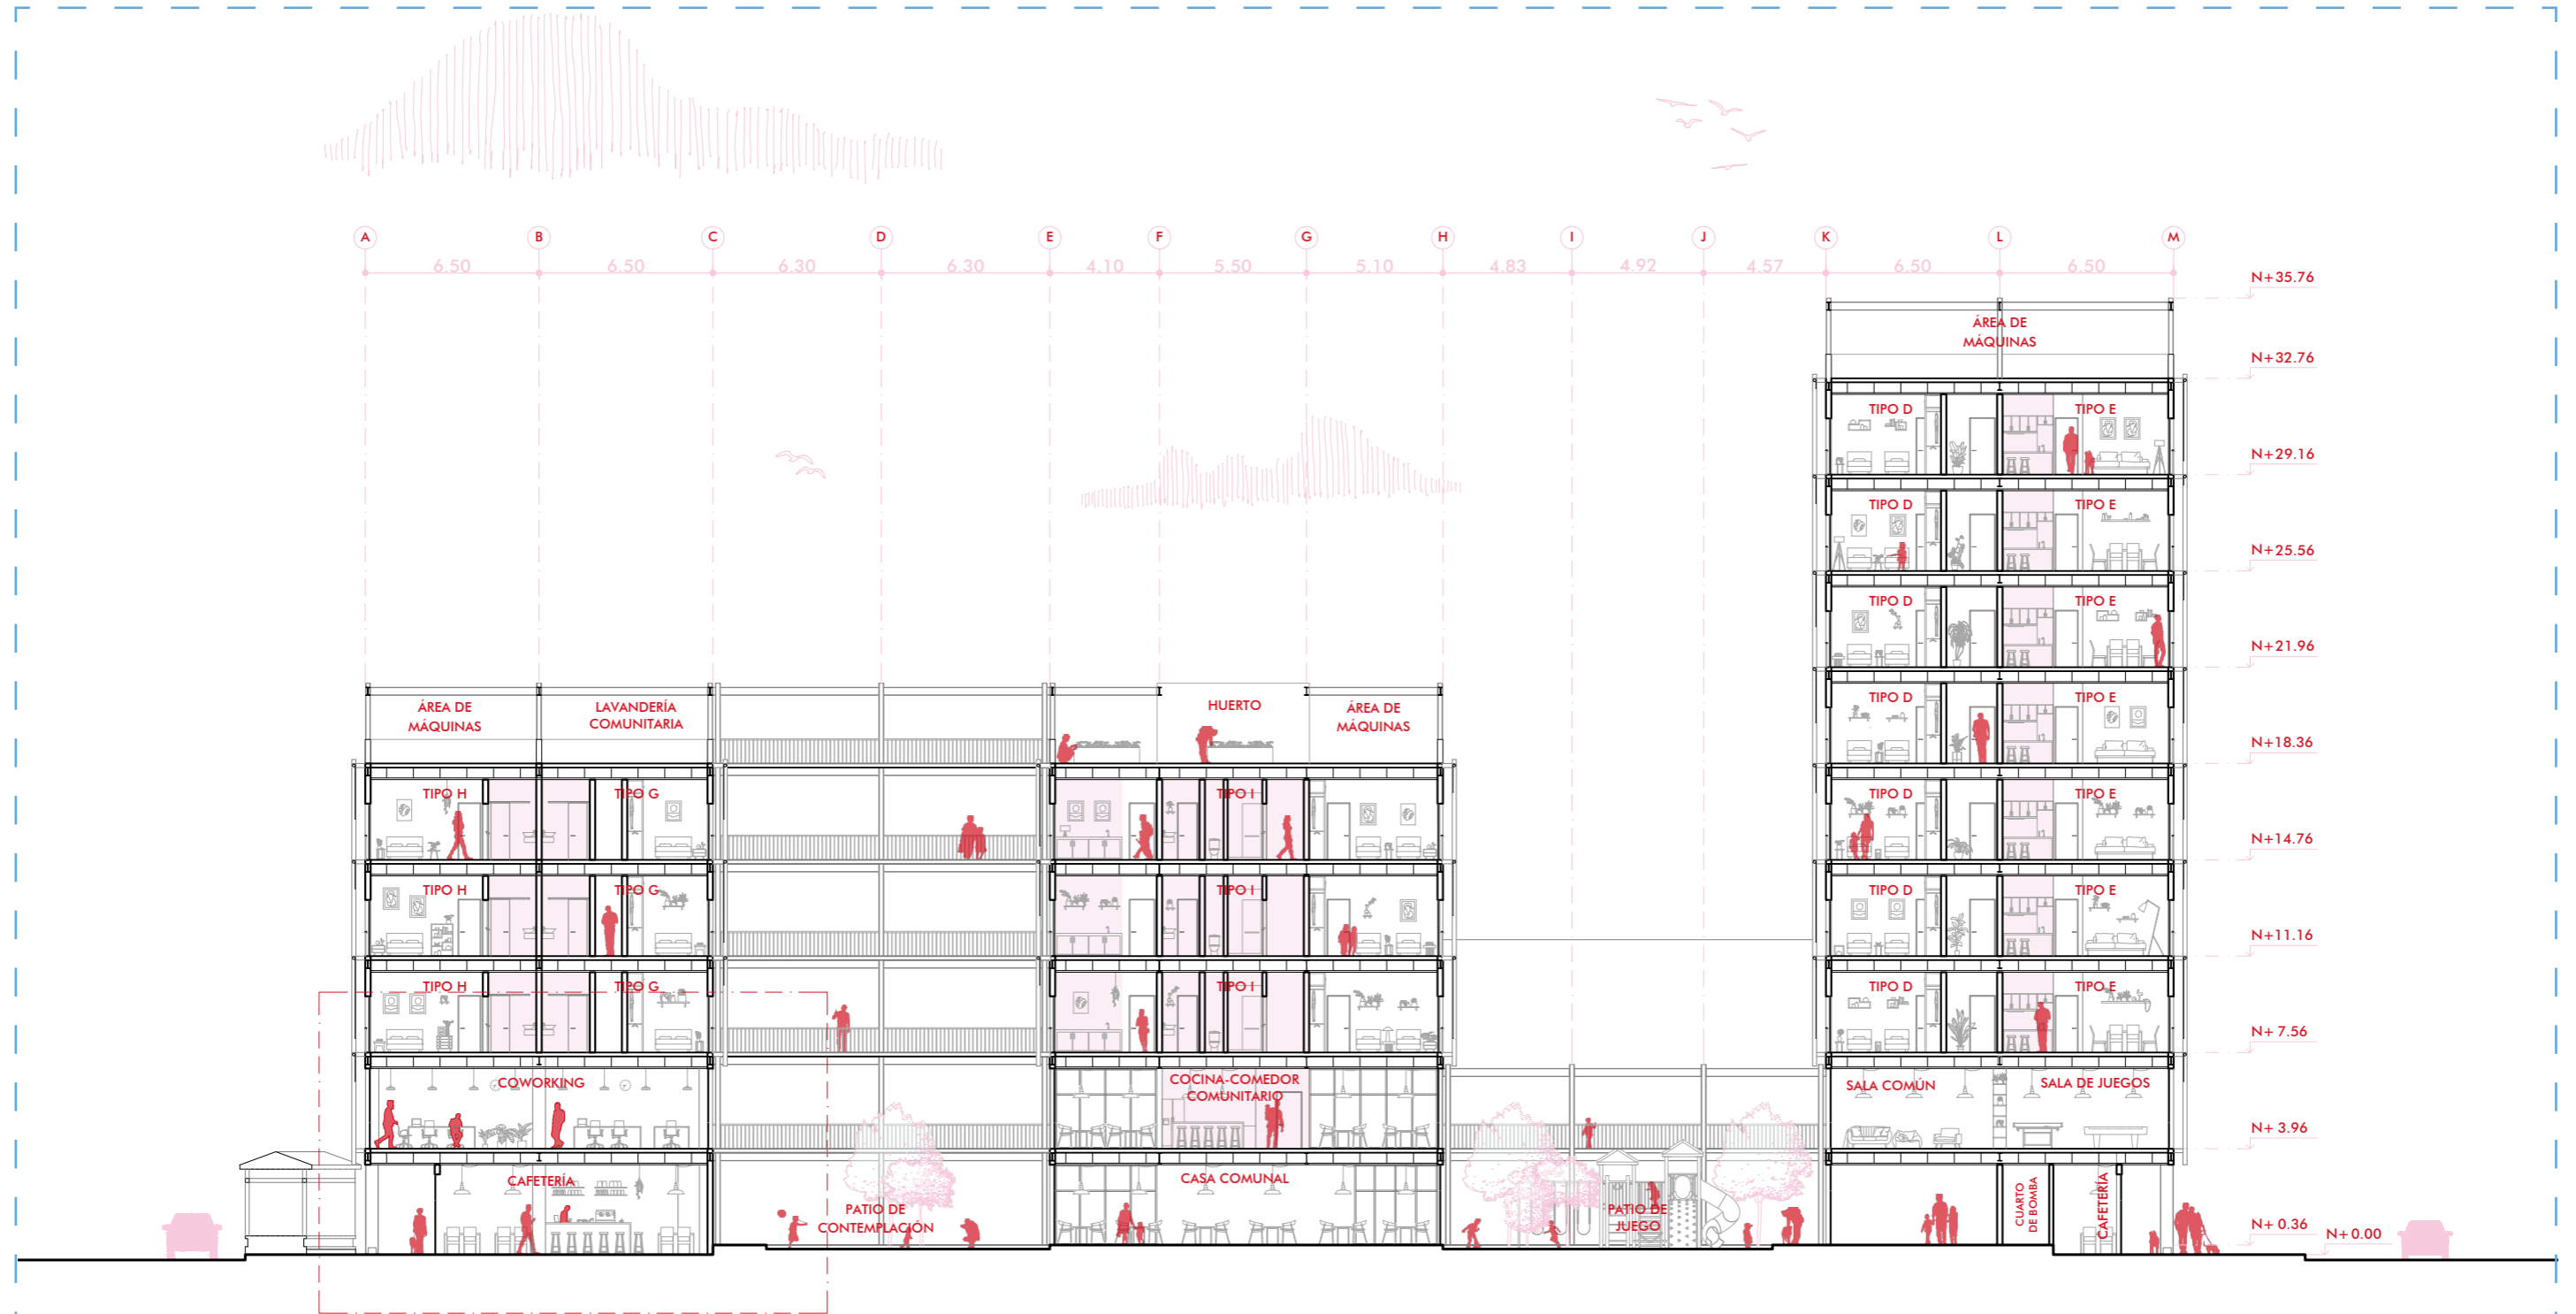 A B C D E F G H I J K L M
6.50 6.50 6.30 6.30 4.10 5.50 5.10 4.83 4.92 4.57 6.50 6.50
N+35.76
ÁREA DE
MÁQUINAS
N+32.76
TIPO D TIPO E
N+29.16
TIPO D TIPO E
N+25.56
TIPO D TIPO E
N+21.96
ÁREA DE
MÁQUINAS
LAVANDERÍA
COMUNITARIA
HUERTO
ÁREA DE
MÁQUINAS
TIPO D TIPO E
N+18.36
TIPO H TIPO G TIPO I TIPO D TIPO E
N+14.76
TIPO H TIPO G TIPO I TIPO D TIPO E
N+11.16
TIPO H TIPO G TIPO I TIPO D TIPO E
N+ 7.56
COWORKING
COCINA-COMEDOR
COMUNITARIO
SALA COMÚN
SALA DE JUEGOS
N+ 3.96
CAFETERÍA
PATIO DE
CONTEMPLACIÓN
CASA COMUNAL
PATIO DE
JUEGO
CUARTO
DE BOMBA
CAFETERÍA
N+ 0.36
N+ 0.00